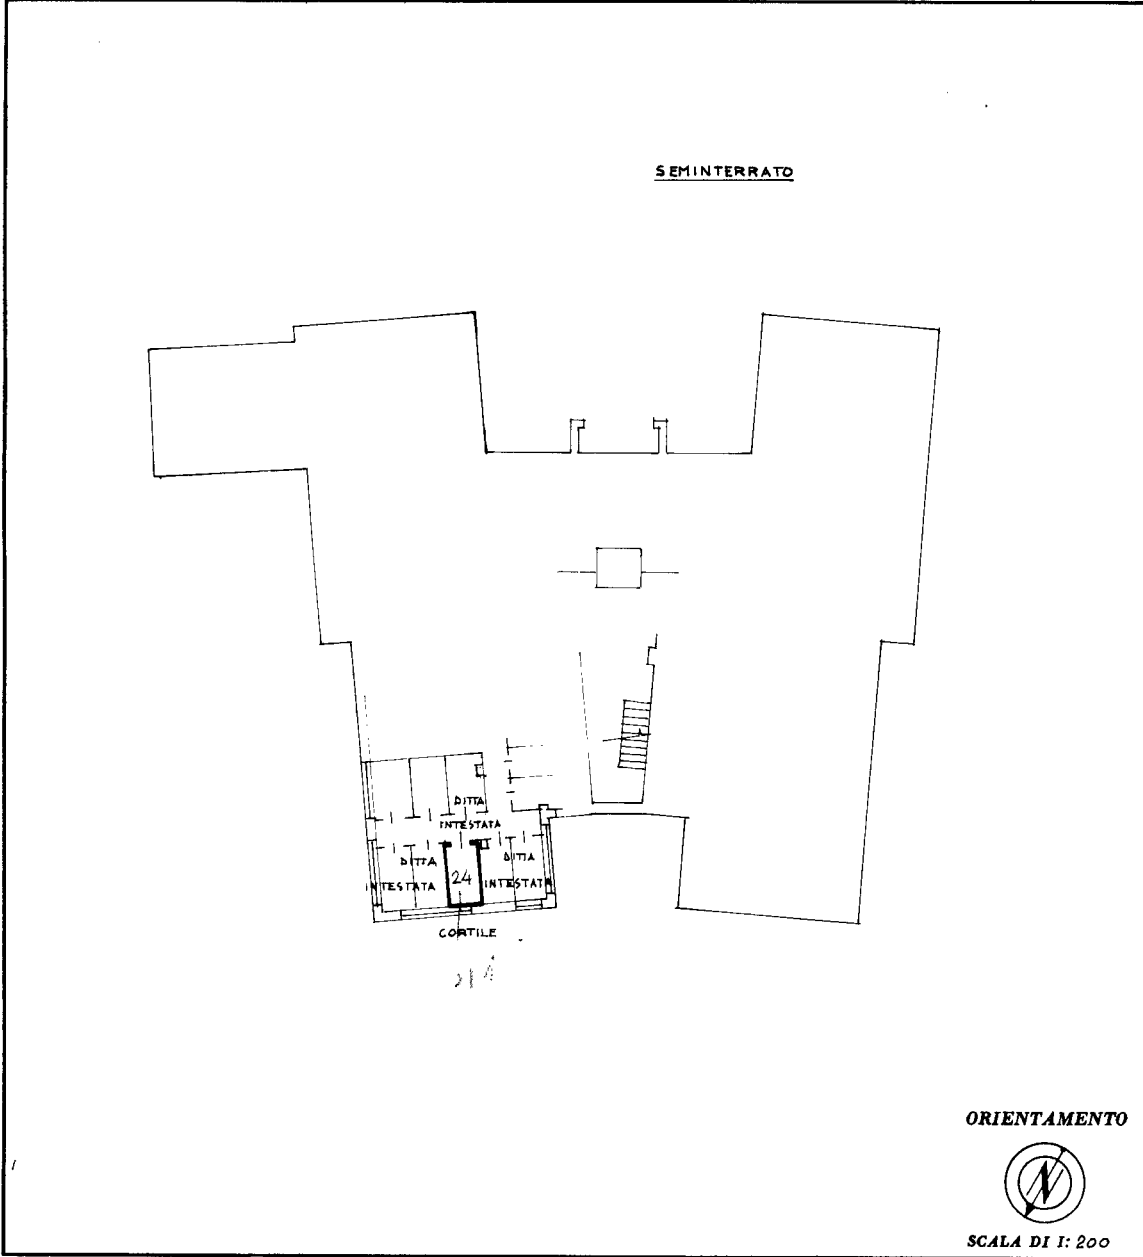 SEMINTERRATO
DITTA
INTESTATA
DITTA
INTESTATA
24
DITTA
INTESTATA
CORTILE
ORIENTAMENTO
N
SCALA DI 1: 200